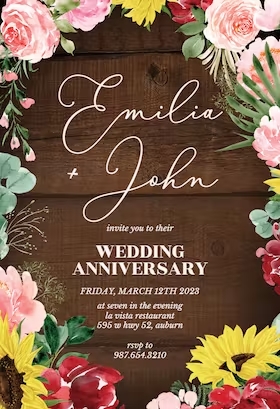 Emilia
+ John
invite you to their
WEDDING
ANNIVERSARY
FRIDAY, MARCH 12TH 2023
at seven in the evening
la vista restaurant
595 w hwy 52, auburn
rsvp to
987.654.3210